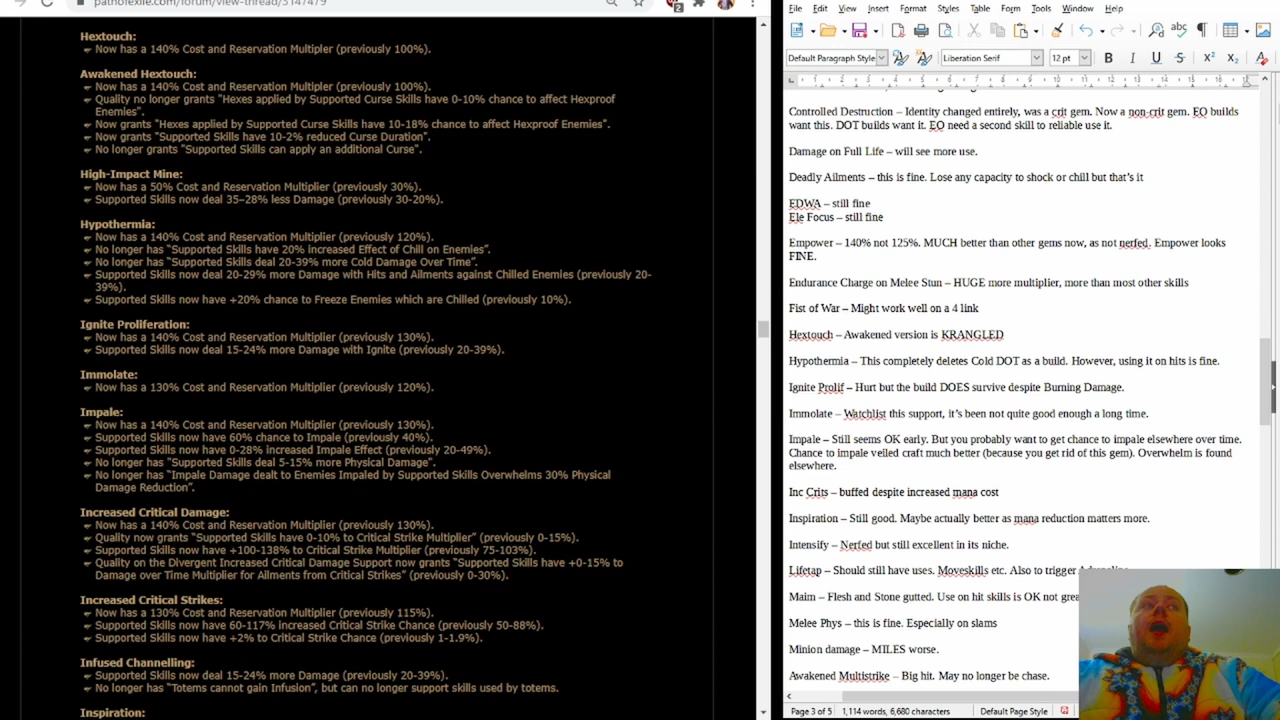 pathofexile.com/forum/view-thread/3147479
2
Hextouch:
Now has a 140% Cost and Reservation Multipler (previously 100%).
Awakened Hextouch:
Now has a 140% Cost and Reservation Multiplier (previously 100%).
Quality no longer grants "Hexes applied by Supported Curse Skills have 0-10% chance to affect Hexproof
Enemies".
Now grants "Hexes applied by Supported Curse Skills have 10-18% chance to affect Hexproof Enemies".
Now grants "Supported Skills have 10-2% reduced Curse Duration".
No longer grants "Supported Skills can apply an additional Curse".
High-Impact Mine:
Now has a 50% Cost and Reservation Multiplier (previously 30%).
Supported Skills now deal 35–28% less Damage (previously 30-20%).
Hypothermia:
Now has a 140% Cost and Reservation Multiplier (previously 120%).
No longer has "Supported Skills have 20% increased Effect of Chill on Enemies".
No longer has "Supported Skills deal 20-39% more Cold Damage Over Time".
Supported Skills now deal 20-29% more Damage with Hits and Ailments against Chilled Enemies (previously 20-
39%).
Supported Skills now have +20% chance to Freeze Enemies which are Chilled (previously 10%).
Ignite Proliferation:
Now has a 140% Cost and Reservation Multiplier (previously 130%).
Supported Skills now deal 15-24% more Damage with Ignite (previously 20-39%).
Immolate:
Now has a 130% Cost and Reservation Multiplier (previously 120%).
Impale:
Now has a 140% Cost and Reservation Multiplier (previously 130%).
Supported Skills now have 60% chance to Impale (previously 40%).
Supported Skills now have 0-28% increased Impale Effect (previously 20-49%).
No longer has "Supported Skills deal 5-15% more Physical Damage".
No longer has "Impale Damage dealt to Enemies Impaled by Supported Skills Overwhelms 30% Physical
Damage Reduction".
Increased Critical Damage:
Now has a 140% Cost and Reservation Multiplier (previously 130%).
Quality now grants "Supported Skills have 0-10% to Critical Strike Multiplier" (previously 0-15%).
Supported Skills now have +100-138% to Critical Strike Multiplier (previously 75-103%).
Quality on the Divergent Increased Critical Damage Support now grants "Supported Skills have +0-15% to
Damage over Time Multiplier for Ailments from Critical Strikes" (previously 0-30%).
Increased Critical Strikes:
Now has a 130% Cost and Reservation Multiplier (previously 115%).
Supported Skills now have 60-117% increased Critical Strike Chance (previously 50-88%).
Supported Skills now have +2% to Critical Strike Chance (previously 1-1.9%).
Infused Channelling:
Supported Skills now deal 15-24% more Damage (previously 20-39%).
No longer has "Totems cannot gain Infusion", but can no longer support skills used by totems.
Inspiration:
File Edit View Insert Format Styles Table Form Tools Window Help
Default Paragraph Style Liberation Serif 12 pt
Controlled Destruction – Identity changed entirely, was a crit gem. Now a non-crit gem. EO builds
want this. DOT builds want it. EO need a second skill to reliable use it.
Damage on Full Life – will see more use.
Deadly Ailments – this is fine. Lose any capacity to shock or chill but that's it
EDWA – still fine
Ele Focus – still fine
Empower – 140% not 125%. MUCH better than other gems now, as not nerfed. Empower looks
FINE.
Endurance Charge on Melee Stun – HUGE more multiplier, more than most other skills
Fist of War – Might work well on a 4 link
Hextouch – Awakened version is KRANGLED
Hypothermia – This completely deletes Cold DOT as a build. However, using it on hits is fine.
Ignite Prolif – Hurt but the build DOES survive despite Burning Damage.
Immolate – Watchlist this support, it's been not quite good enough a long time.
Impale – Still seems OK early. But you probably want to get chance to impale elsewhere over time.
Chance to impale veiled craft much better (because you get rid of this gem). Overwhelm is found
elsewhere.
Inc Crits – buffed despite increased mana cost
Inspiration – Still good. Maybe actually better as mana reduction matters more.
Intensify – Nerfed but still excellent in its niche.
Lifetap – Should still have uses. Moveskills etc. Also to trigger
Maim – Flesh and Stone gutted. Use on hit skills is OK not
Melee Phys – this is fine. Especially on slams
Minion damage – MILES worse.
Awakened Multistrike – Big hit. May no longer be chase.
Page 3 of 5 1,114 words, 6,680 characters Default Page Style